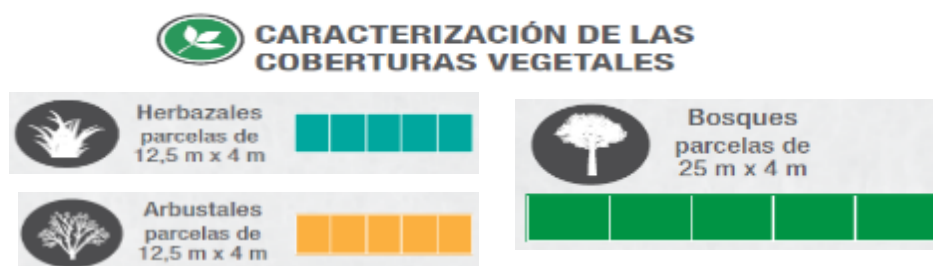 CARACTERIZACIÓN DE LAS
COBERTURAS VEGETALES
Herbazales
parcelas de
12,5 m x 4 m
Arbustales
parcelas de
12,5 m x 4 m
Bosques
parcelas de
25 m x 4 m